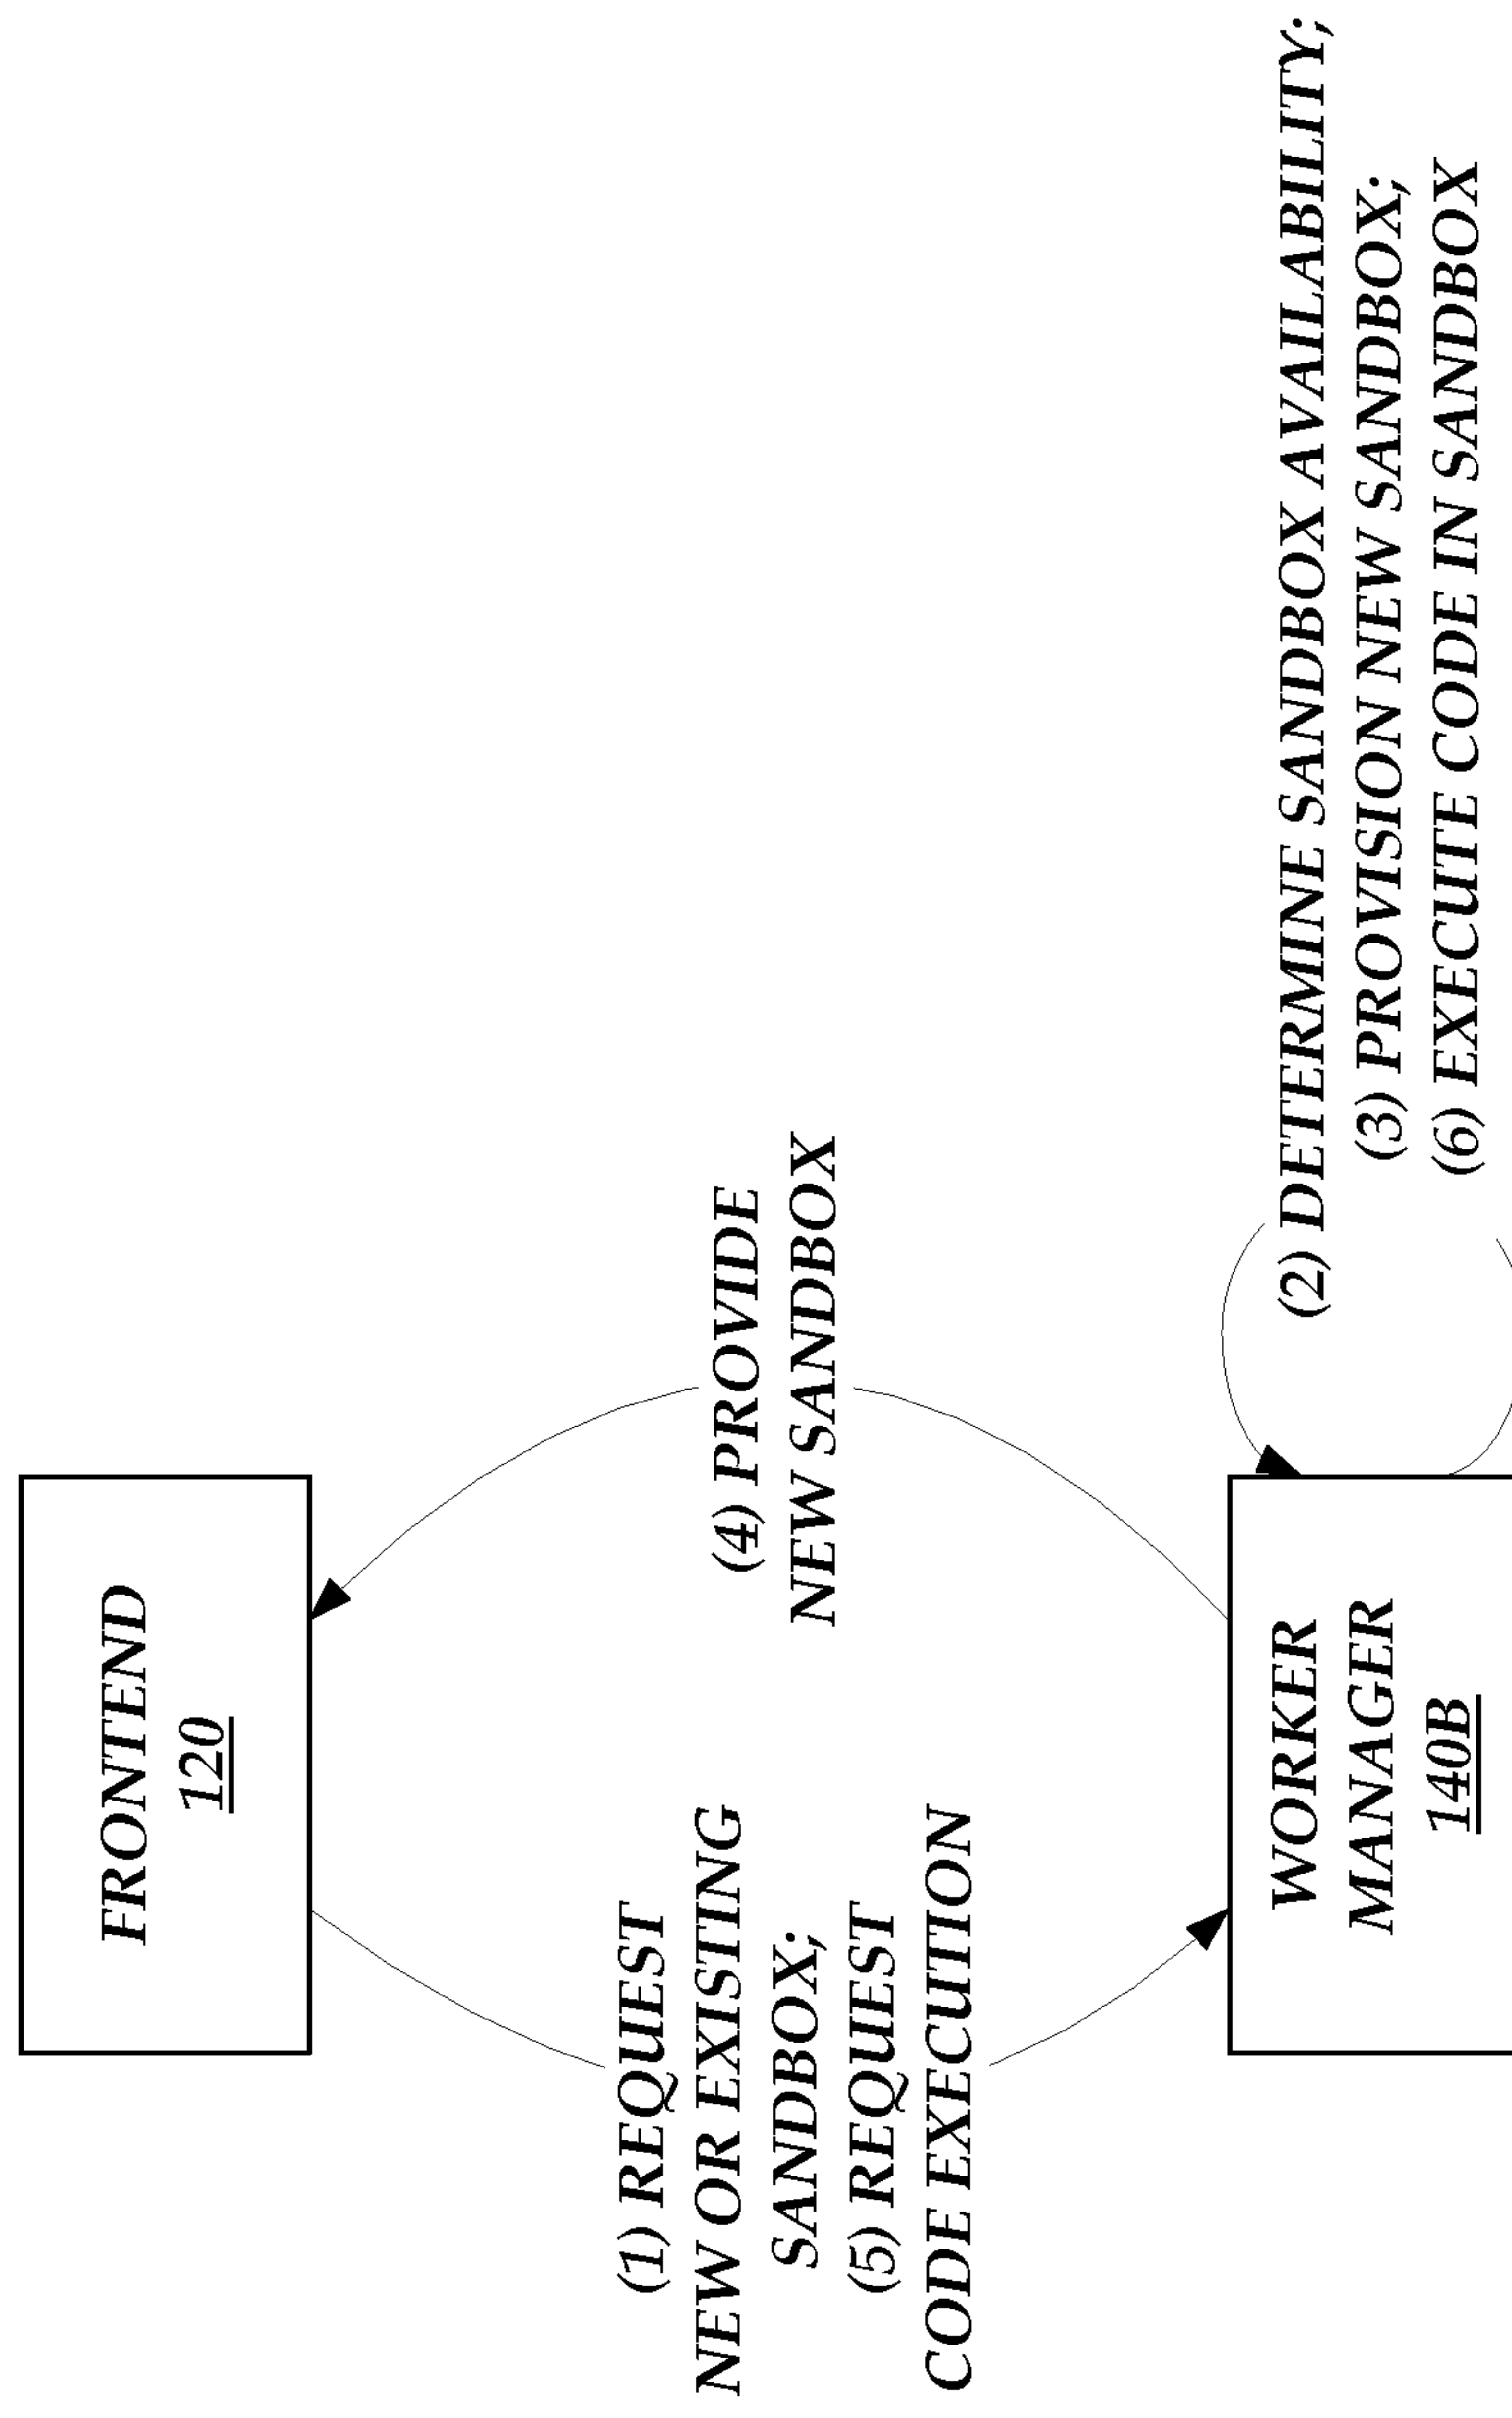 FRONTEND
120
(1) REQUEST
NEW OR EXISTING
SANDBOX;
(5) REQUEST
CODE EXECUTION
(4) PROVIDE
NEW SANDBOX
WORKER
MANAGER
140B
(2) DETERMINE SANDBOX AVAILABILITY;
(3) PROVISION NEW SANDBOX;
(6) EXECUTE CODE IN SANDBOX